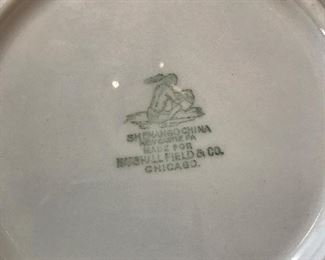 SHENANGO CHINA
NEW CASTLE PA
MADE FOR
MARSHALL FIELD & CO.
CHICAGO.